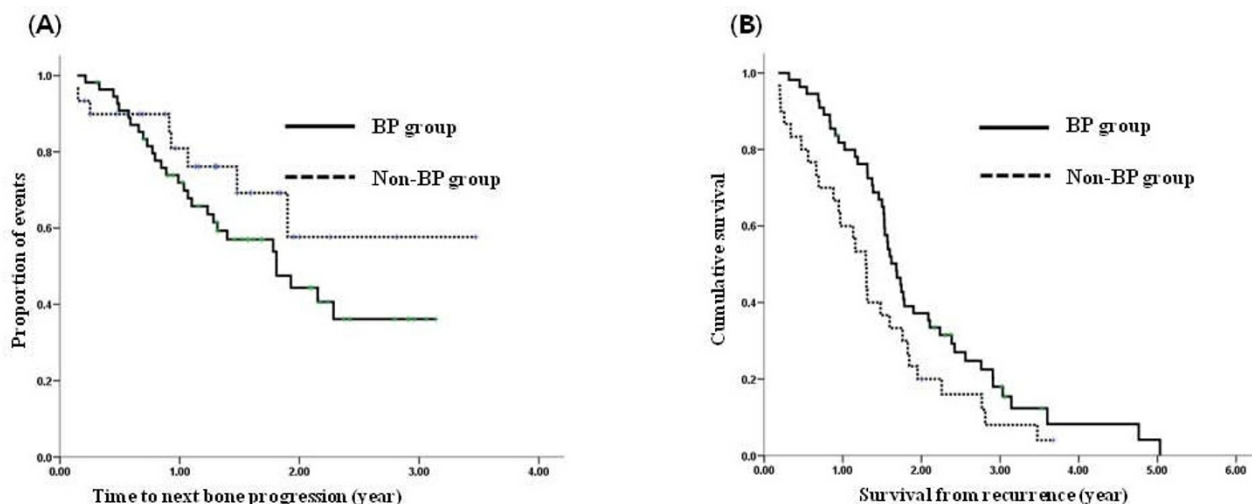 (A)
1.0
0.8
0.6
0.4
0.2
0.0
0.00 1.00 2.00 3.00 4.00
Proportion of events
Time to next bone progression (year)
BP group
Non-BP group
(B)
1.0
0.8
0.6
0.4
0.2
0.0
0.00 1.00 2.00 3.00 4.00 5.00 6.00
Cumulative survival
Survival from recurrence (year)
BP group
Non-BP group